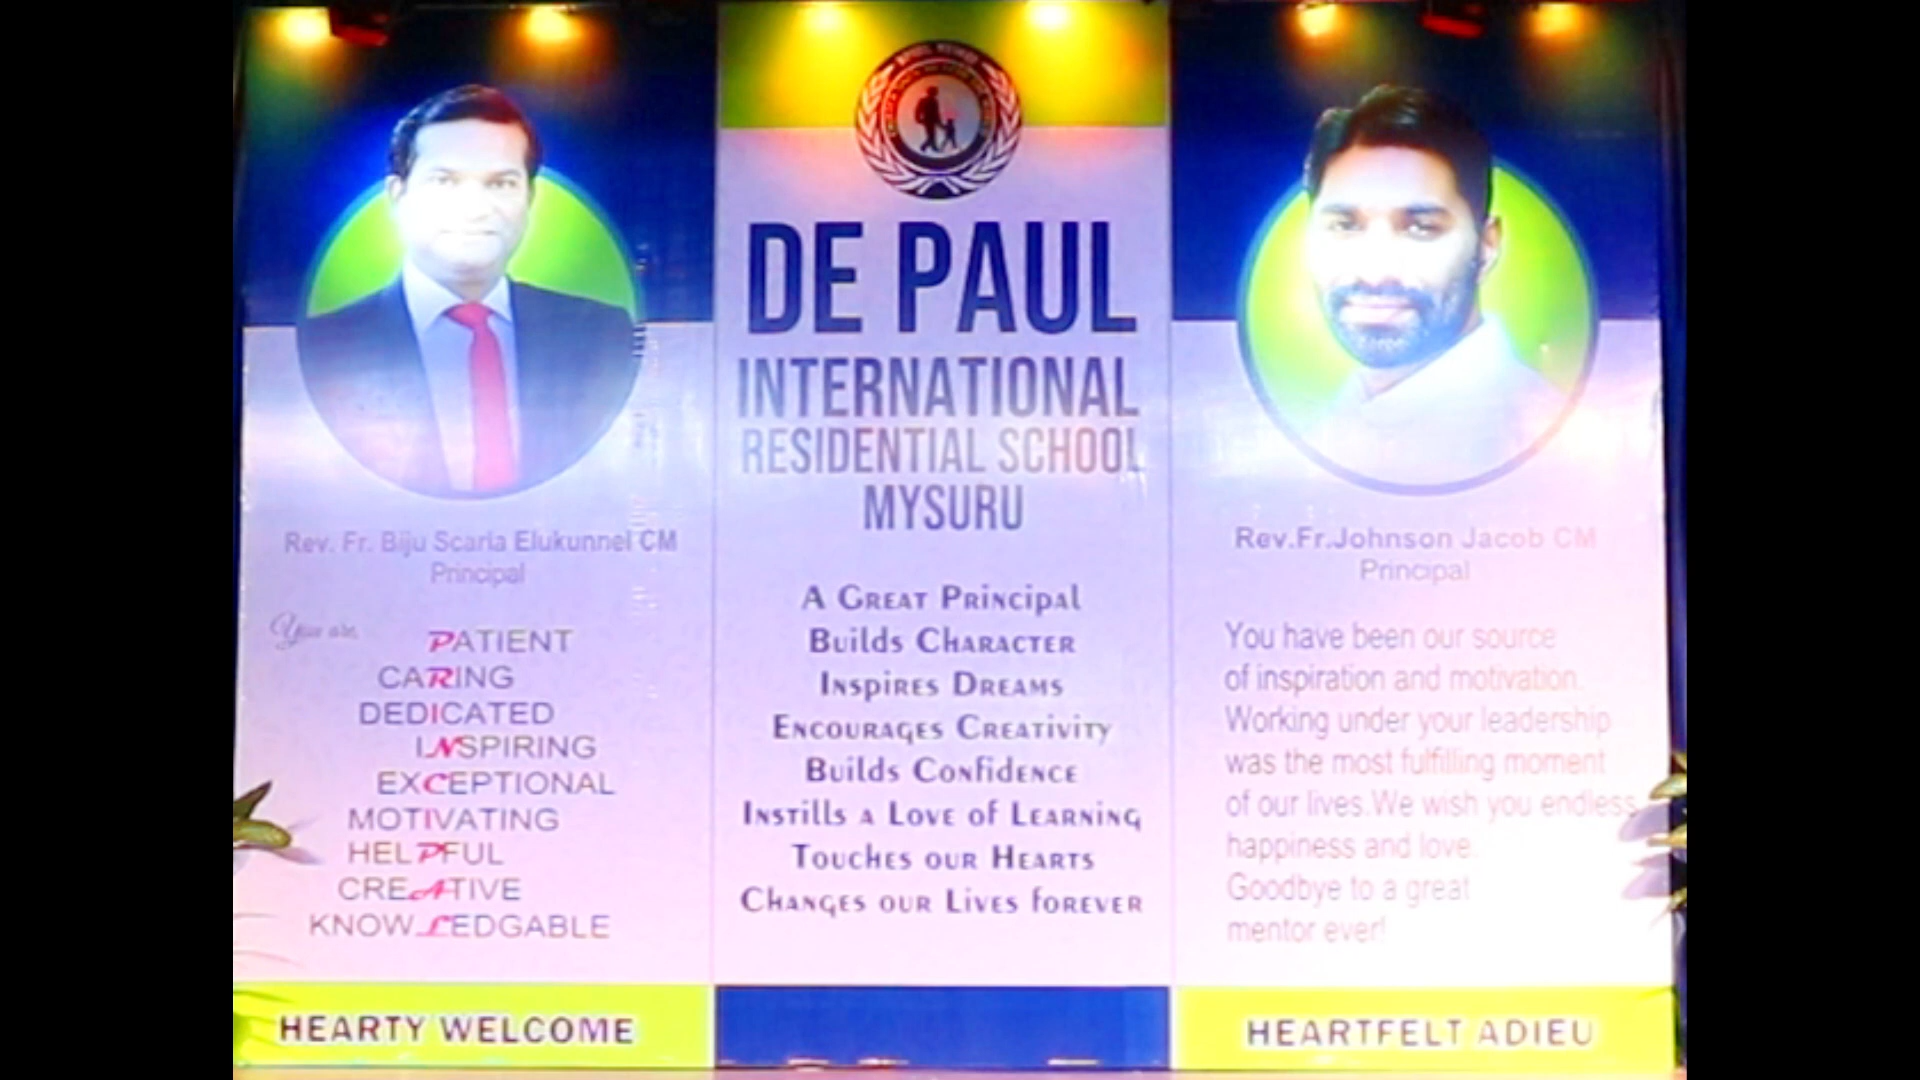 DE PAUL
INTERNATIONAL
RESIDENTIAL SCHOOL
MYSURU
Rev. Fr. Biju Scaria Elukunnel CM
Principal
You are,
PATIENT
CARING
DEDICATED
INSPIRING
EXCEPTIONAL
MOTIVATING
HELPFUL
CREATIVE
KNOWLEDGABLE
HEARTY WELCOME
A Great Principal
Builds Character
Inspires Dreams
Encourages Creativity
Builds Confidence
Instills a Love of Learning
Touches our Hearts
Changes our Lives forever
Rev.Fr.Johnson Jacob CM
Principal
You have been our source
of inspiration and motivation.
Working under your leadership
was the most fulfilling moment
of our lives.We wish you endless
happiness and love.
Goodbye to a great
mentor ever!
HEARTFELT ADIEU